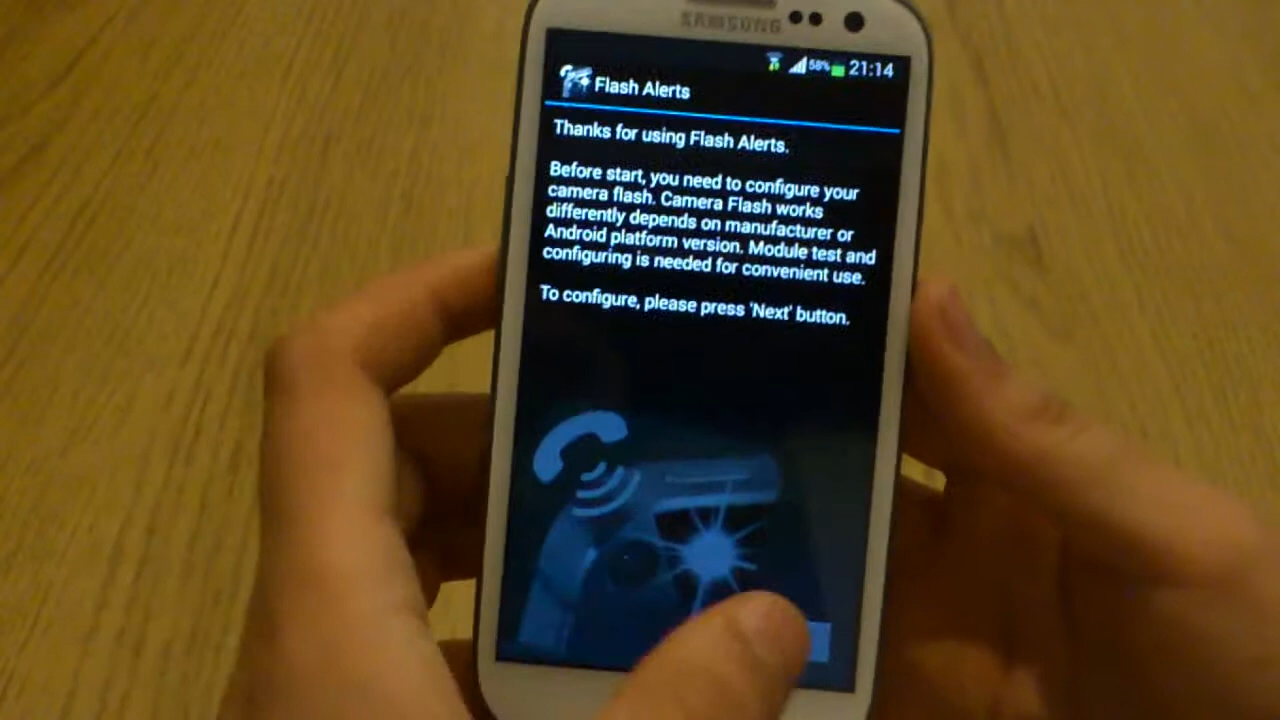 SAMSUNG
58% 21:14
Flash Alerts
Thanks for using Flash Alerts.
Before start, you need to configure your
camera flash. Camera Flash works
differently depends on manufacturer or
Android platform version. Module test and
configuring is needed for convenient use.
To configure, please press 'Next' button.